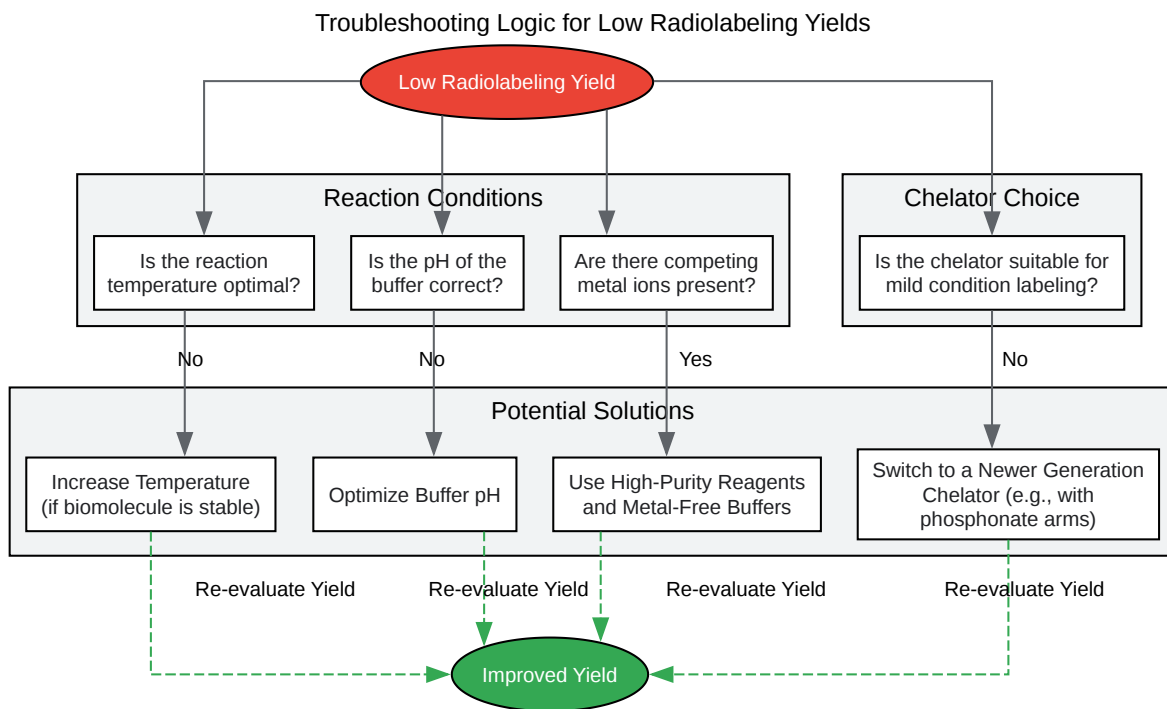 Troubleshooting Logic for Low Radiolabeling Yields
Low Radiolabeling Yield
Reaction Conditions
Chelator Choice
Is the reaction
temperature optimal?
Is the pH of the
buffer correct?
Are there competing
metal ions present?
Is the chelator suitable for
mild condition labeling?
No
No
Yes
No
Potential Solutions
Increase Temperature
(if biomolecule is stable)
Optimize Buffer pH
Use High-Purity Reagents
and Metal-Free Buffers
Switch to a Newer Generation
Chelator (e.g., with
phosphonate arms)
Re-evaluate Yield
Re-evaluate Yield
Re-evaluate Yield
Re-evaluate Yield
Improved Yield